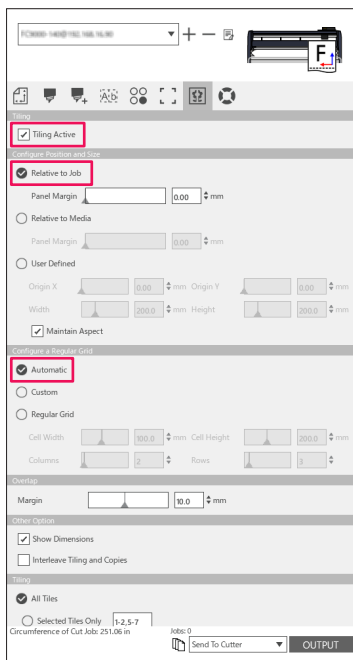 F
A b
Tiling
Tiling Active
Configure Position and Size
Relative to Job
Panel Margin 0.00 mm
Relative to Media
Panel Margin 0.00 mm
User Defined
Origin X 0.00 mm Origin Y 0.00 mm
Width 200.0 mm Height 200.0 mm
Maintain Aspect
Configure a Regular Grid
Automatic
Custom
Regular Grid
Cell Width 100.0 mm Cell Height 200.0 mm
Columns 2 Rows 3
Overlap
Margin 10.0 mm
Other Option
Show Dimensions
Interleave Tiling and Copies
Tiling
All Tiles
Selected Tiles Only 1-2,5-7
Circumference of Cut Job: 251.06 in Jobs: 0
Send To Cutter OUTPUT